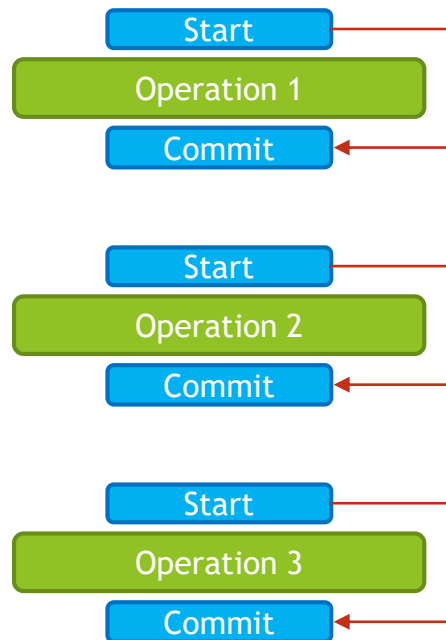 Start
Operation 1
Commit
Start
Operation 2
Commit
Start
Operation 3
Commit